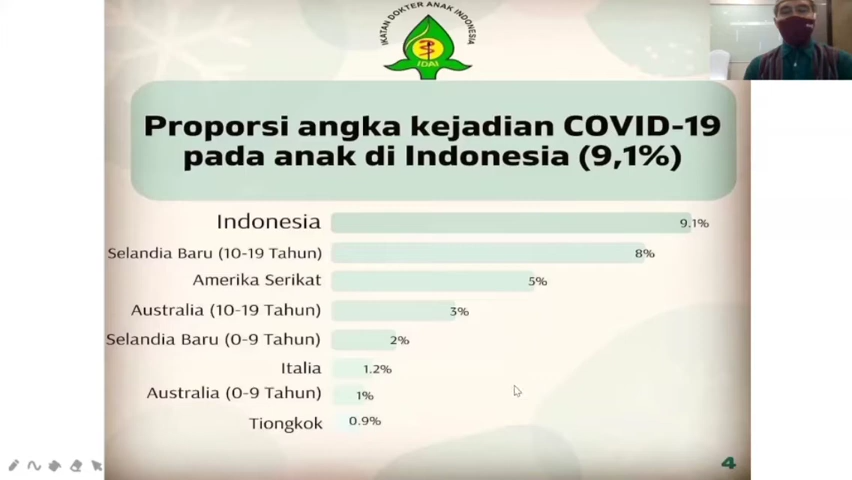 IKATAN DOKTER ANAK INDONESIA
IDAI
Proporsi angka kejadian COVID-19
pada anak di Indonesia (9,1%)
Indonesia 9.1%
Selandia Baru (10-19 Tahun) 8%
Amerika Serikat 5%
Australia (10-19 Tahun) 3%
Selandia Baru (0-9 Tahun) 2%
Italia 1.2%
Australia (0-9 Tahun) 1%
Tiongkok 0.9%
4